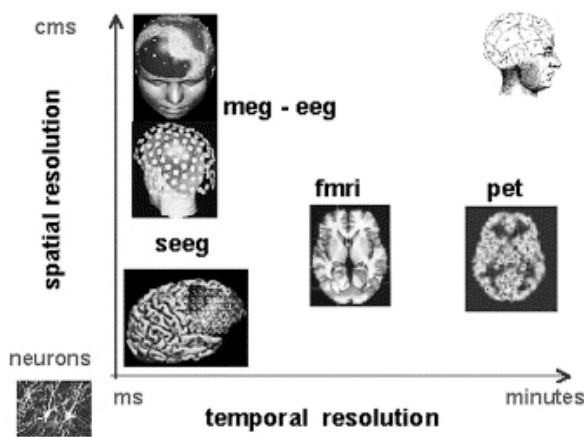 cms
meg - eeg
spatial resolution
fmri
pet
seeg
neurons
ms
minutes
temporal resolution